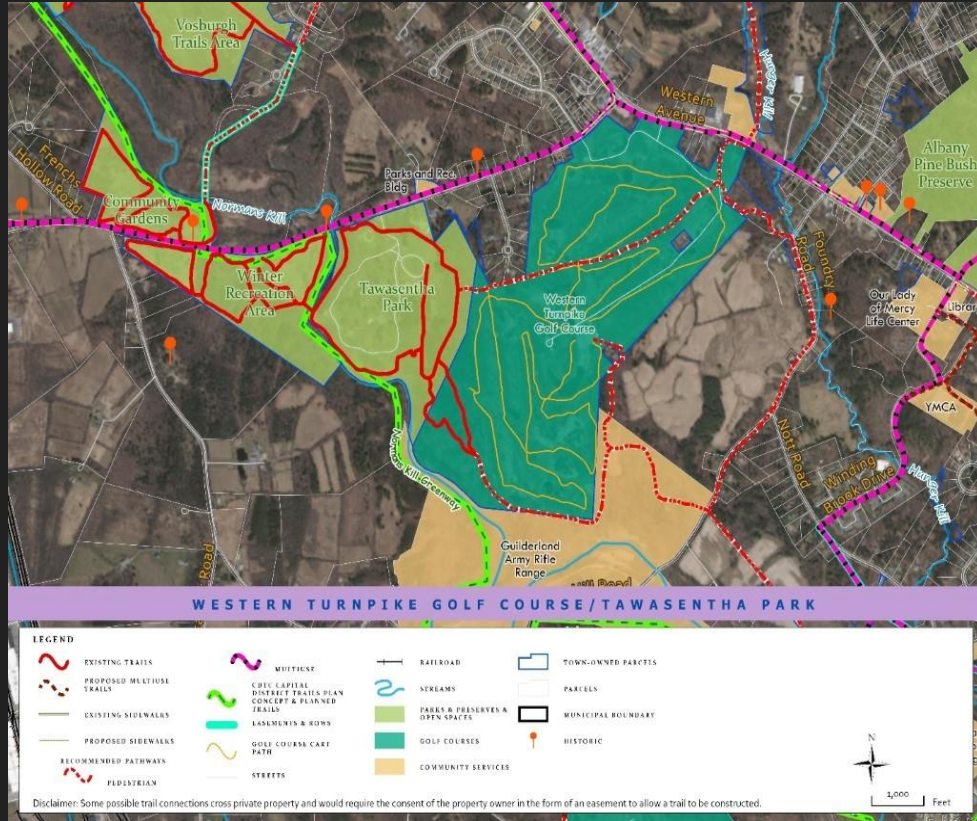 Vosburgh
Trails Area
Hunger Kill
Western
Avenue
Albany
Pine Bush
Preserve
Frenchs
Hollow Road
Parks and Rec.
Bldg
Community
Gardens
Normans Kill
Winter
Recreation
Area
Tawasentha
Park
Western
Turnpike
Golf Course
Foundry
Road
Our Lady
of Mercy
Life Center
Librar
YMCA
Nott Road
Winding
Brook Drive
Hunger Kill
Normans Kill Greenway
Guilderland
Army Rifle
Range
Road
Road
WESTERN TURNPIKE GOLF COURSE/TAWASENTHA PARK
LEGEND
EXISTING TRAILS
PROPOSED MULTIUSE
TRAILS
EXISTING SIDEWALKS
PROPOSED SIDEWALKS
RECOMMENDED PATHWAYS
PEDESTRIAN
MULTIUSE
CDTC CAPITAL
DISTRICT TRAILS PLAN
CONCEPT & PLANNED
TRAILS
EASEMENTS & ROWS
GOLF COURSE CART
PATH
STREETS
RAILROAD
STREAMS
PARKS & PRESERVES &
OPEN SPACES
GOLF COURSES
COMMUNITY SERVICES
TOWN-OWNED PARCELS
PARCELS
MUNICIPAL BOUNDARY
HISTORIC
N
1,000
Feet
Disclaimer: Some possible trail connections cross private property and would require the consent of the property owner in the form of an easement to allow a trail to be constructed.